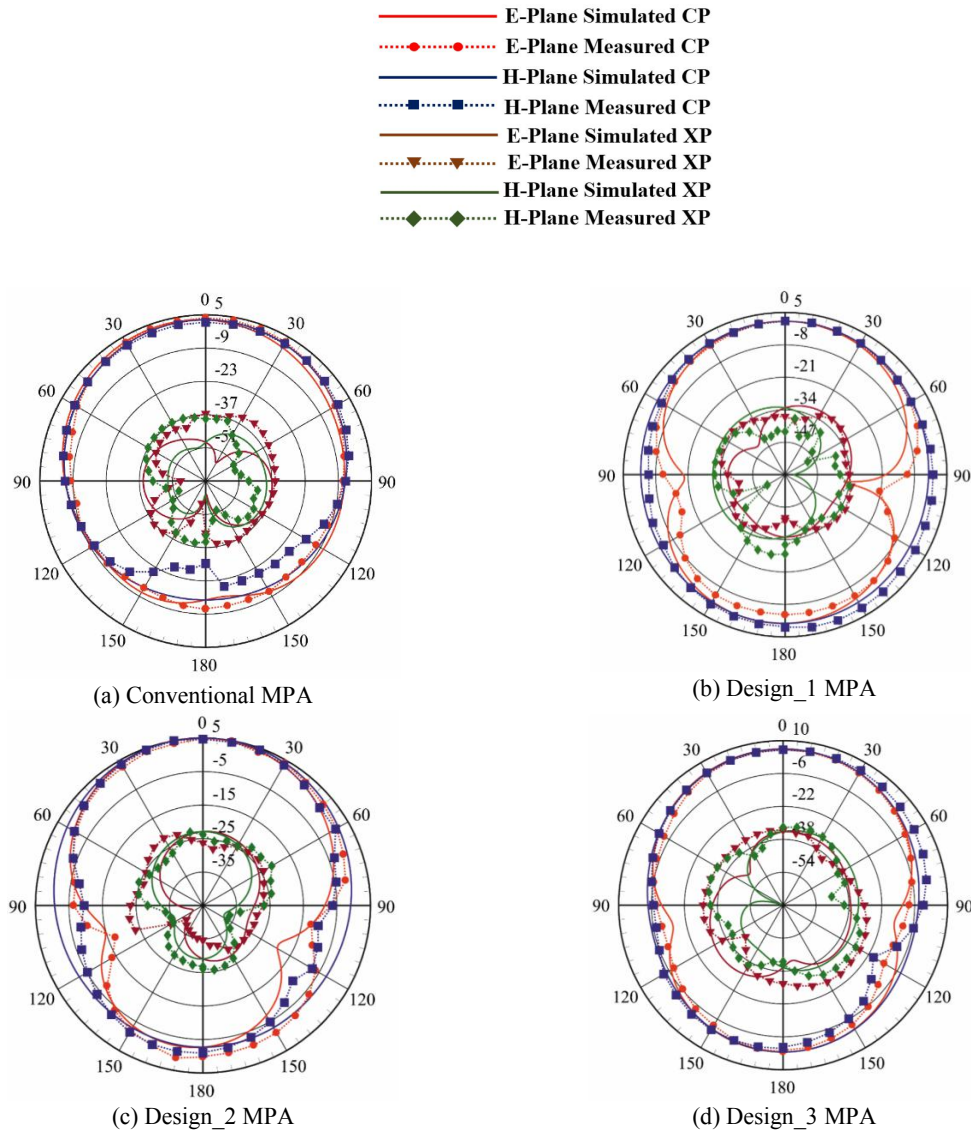 E-Plane Simulated CP
E-Plane Measured CP
H-Plane Simulated CP
H-Plane Measured CP
E-Plane Simulated XP
E-Plane Measured XP
H-Plane Simulated XP
H-Plane Measured XP
0 5
30 -9 30
-23
60 -37 60
90 90
120 120
150 150
180
(a) Conventional MPA
0 5
30 -8 30
-21
60 -34 60
-47
90 90
120 120
150 150
180
(b) Design_1 MPA
0 5
30 -5 30
-15
60 -25 60
-35
90 90
120 120
150 150
180
(c) Design_2 MPA
0 10
30 -6 30
-22
60 -38 60
-54
90 90
120 120
150 150
180
(d) Design_3 MPA